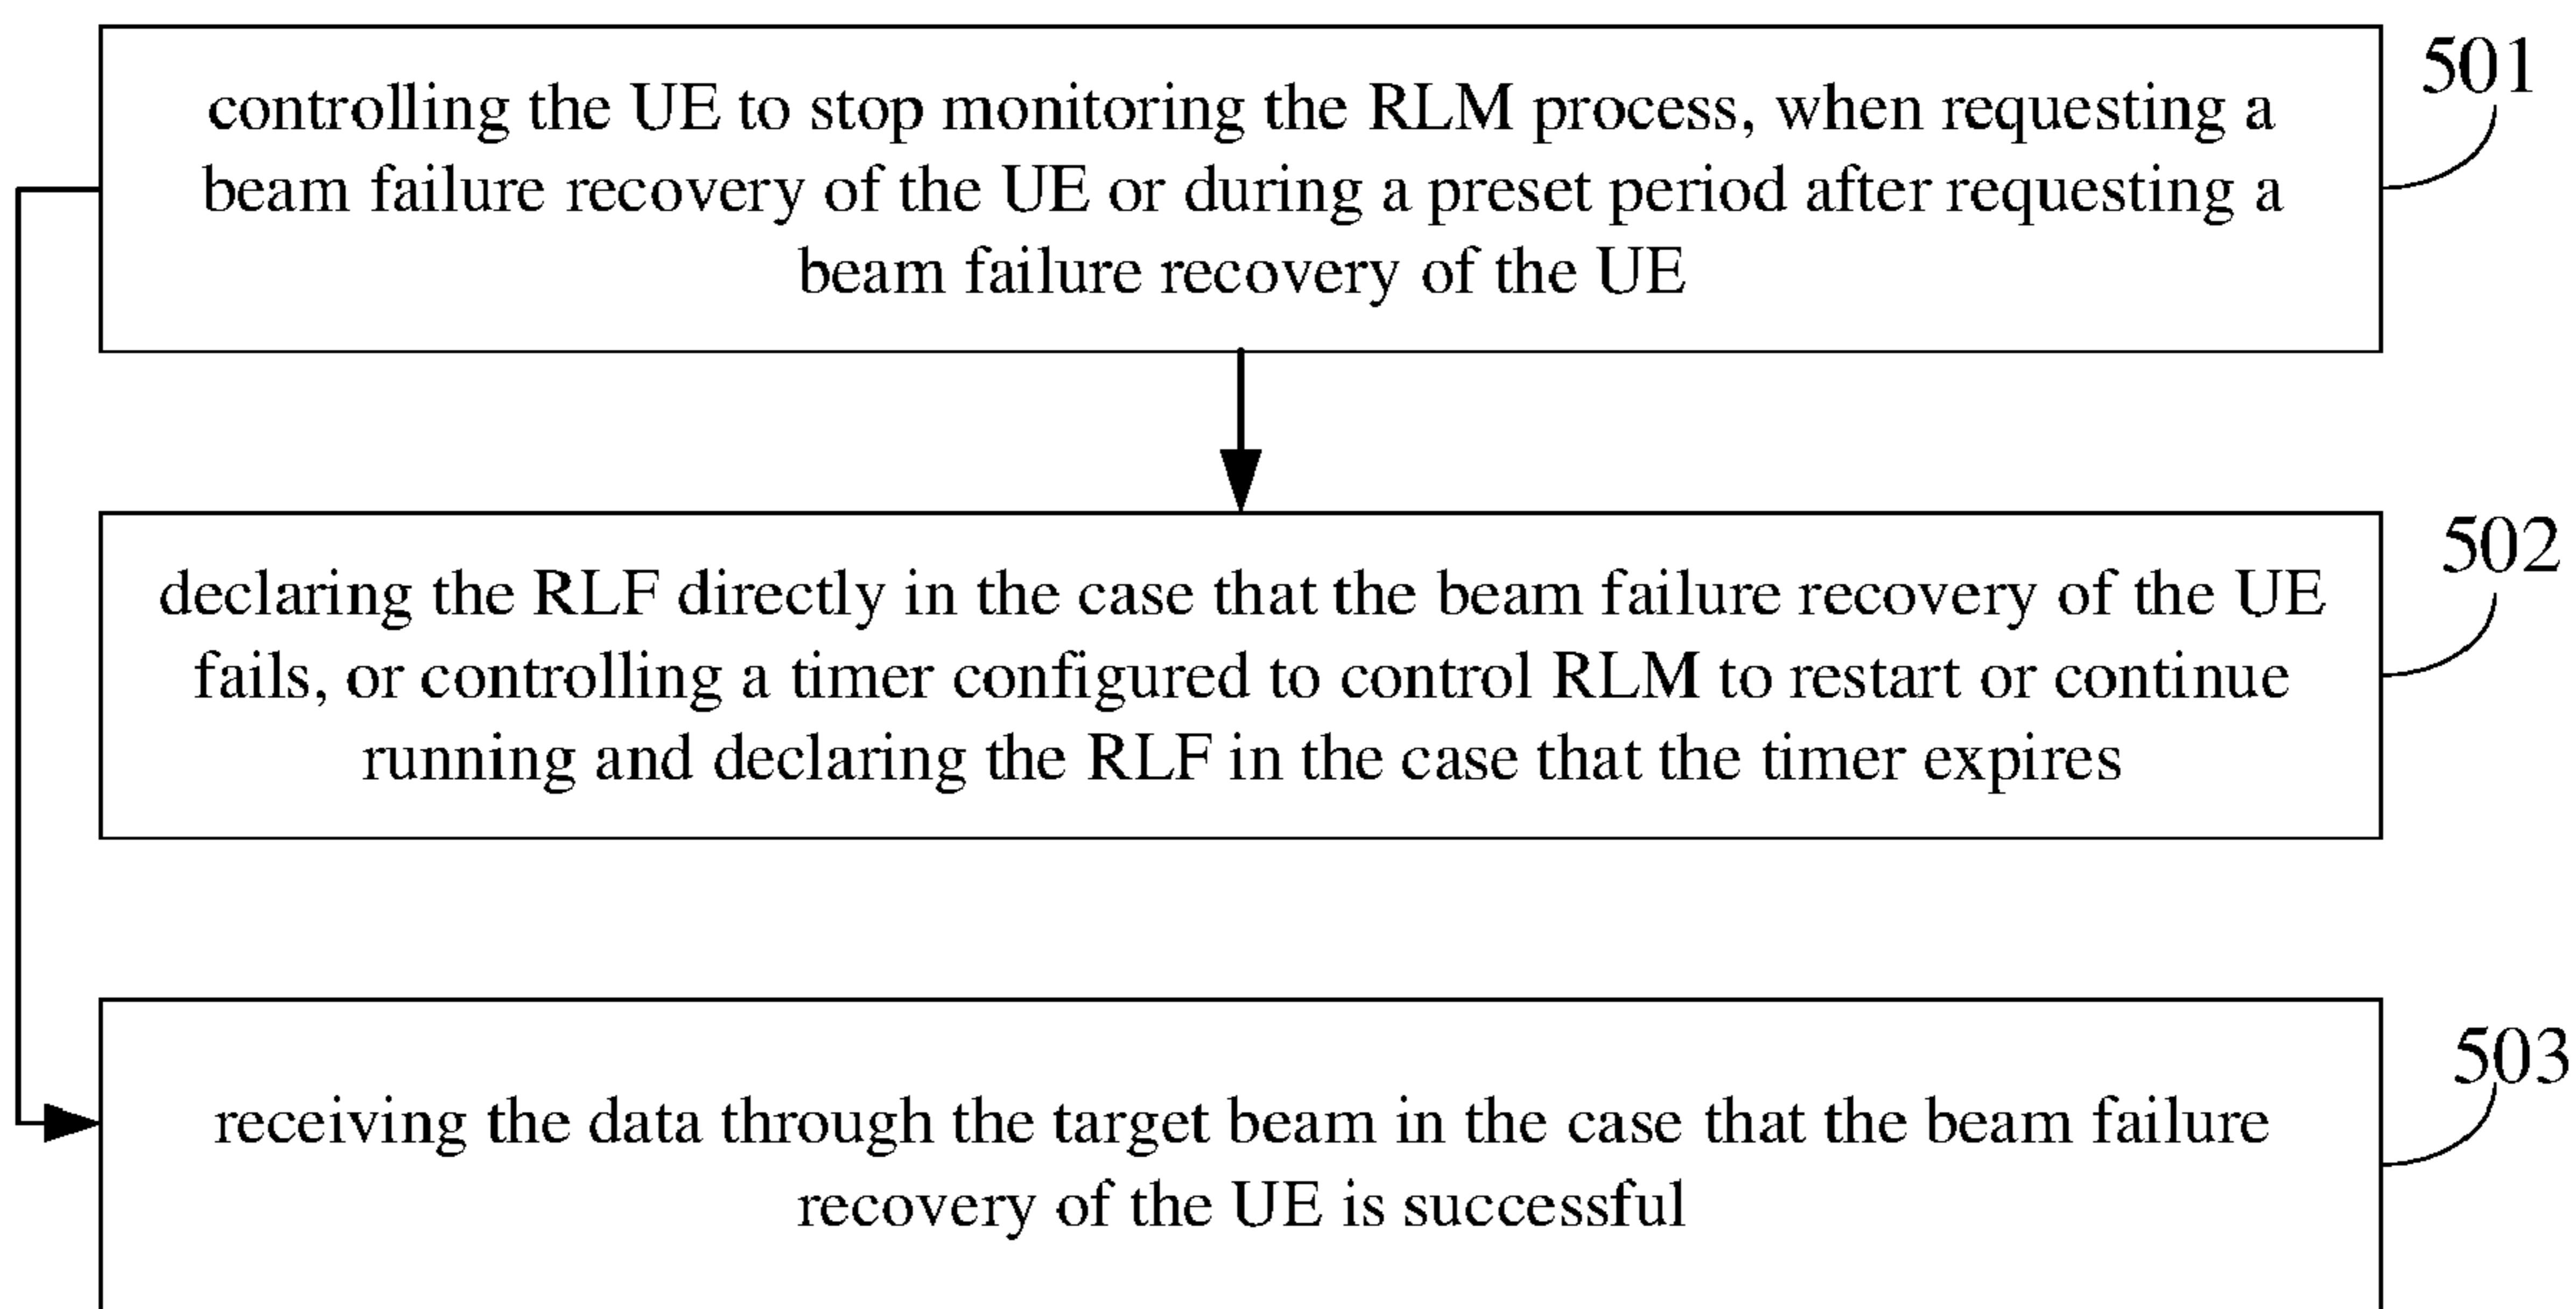 controlling the UE to stop monitoring the RLM process, when requesting a
beam failure recovery of the UE or during a preset period after requesting a
beam failure recovery of the UE
501
declaring the RLF directly in the case that the beam failure recovery of the UE
fails, or controlling a timer configured to control RLM to restart or continue
running and declaring the RLF in the case that the timer expires
502
receiving the data through the target beam in the case that the beam failure
recovery of the UE is successful
503